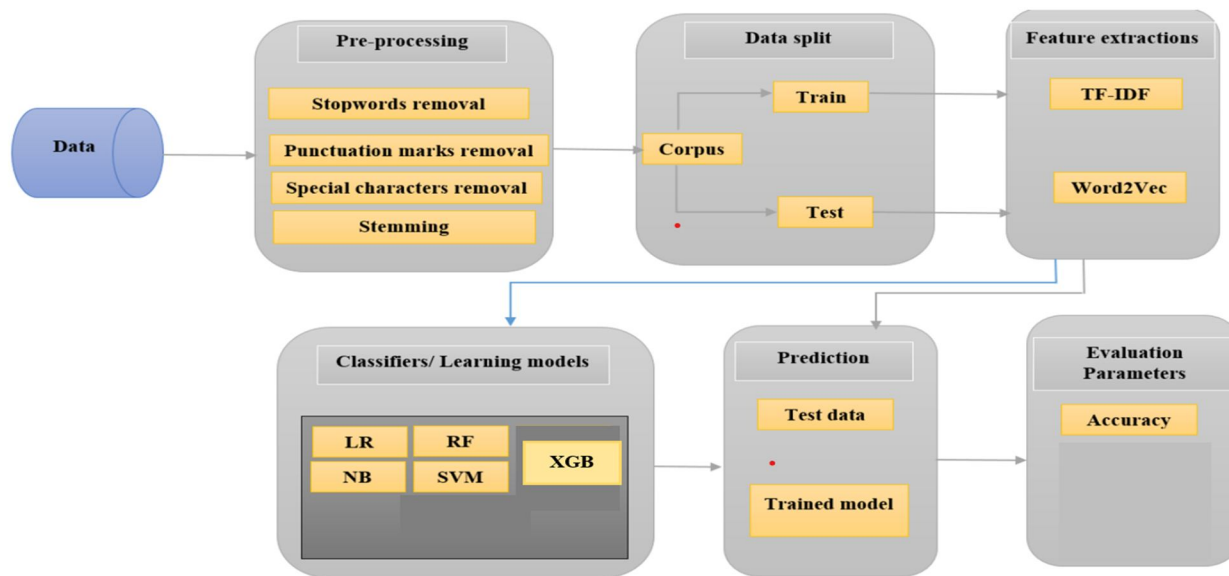 Data
Pre-processing
Stopwords removal
Punctuation marks removal
Special characters removal
Stemming
Data split
Corpus
Train
Test
Feature extractions
TF-IDF
Word2Vec
Classifiers/ Learning models
LR
RF
NB
SVM
XGB
Prediction
Test data
Trained model
Evaluation
Parameters
Accuracy